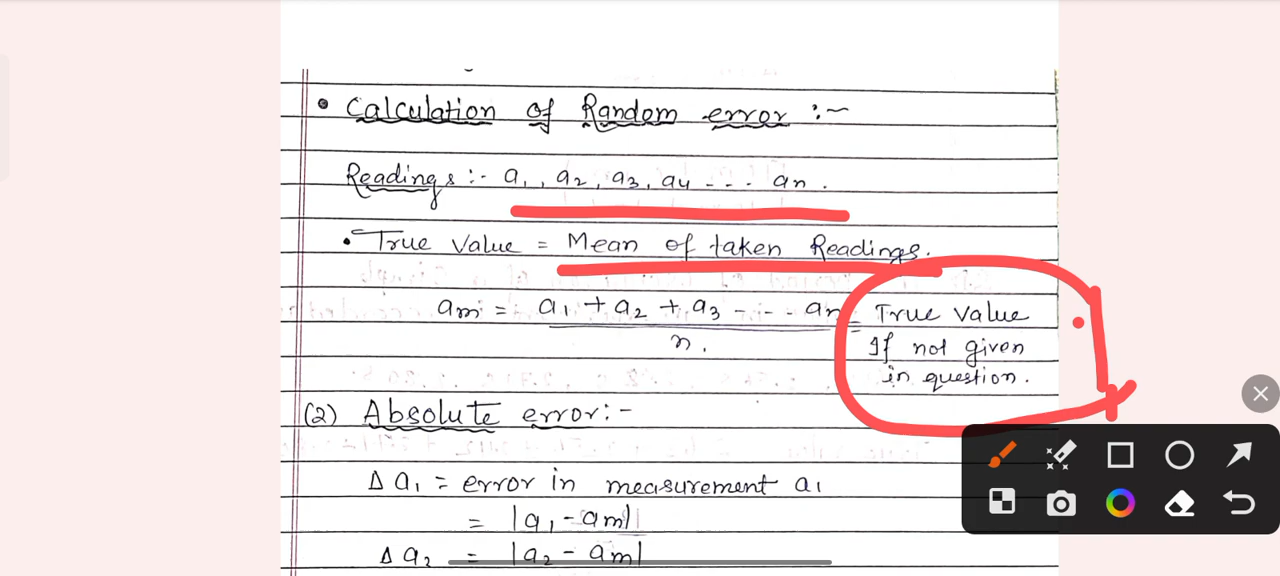 • Calculation of Random error :-
Readings :- a1, a2, a3, a4 - - - an.
• True Value = Mean of taken Readings.
am = a1 + a2 + a3 - - - an = True value
n.
If not given
in question.
(2) Absolute error:-
Δa1 = error in measurement a1
= |a1 - am|
Δa2 = |a2 - am|